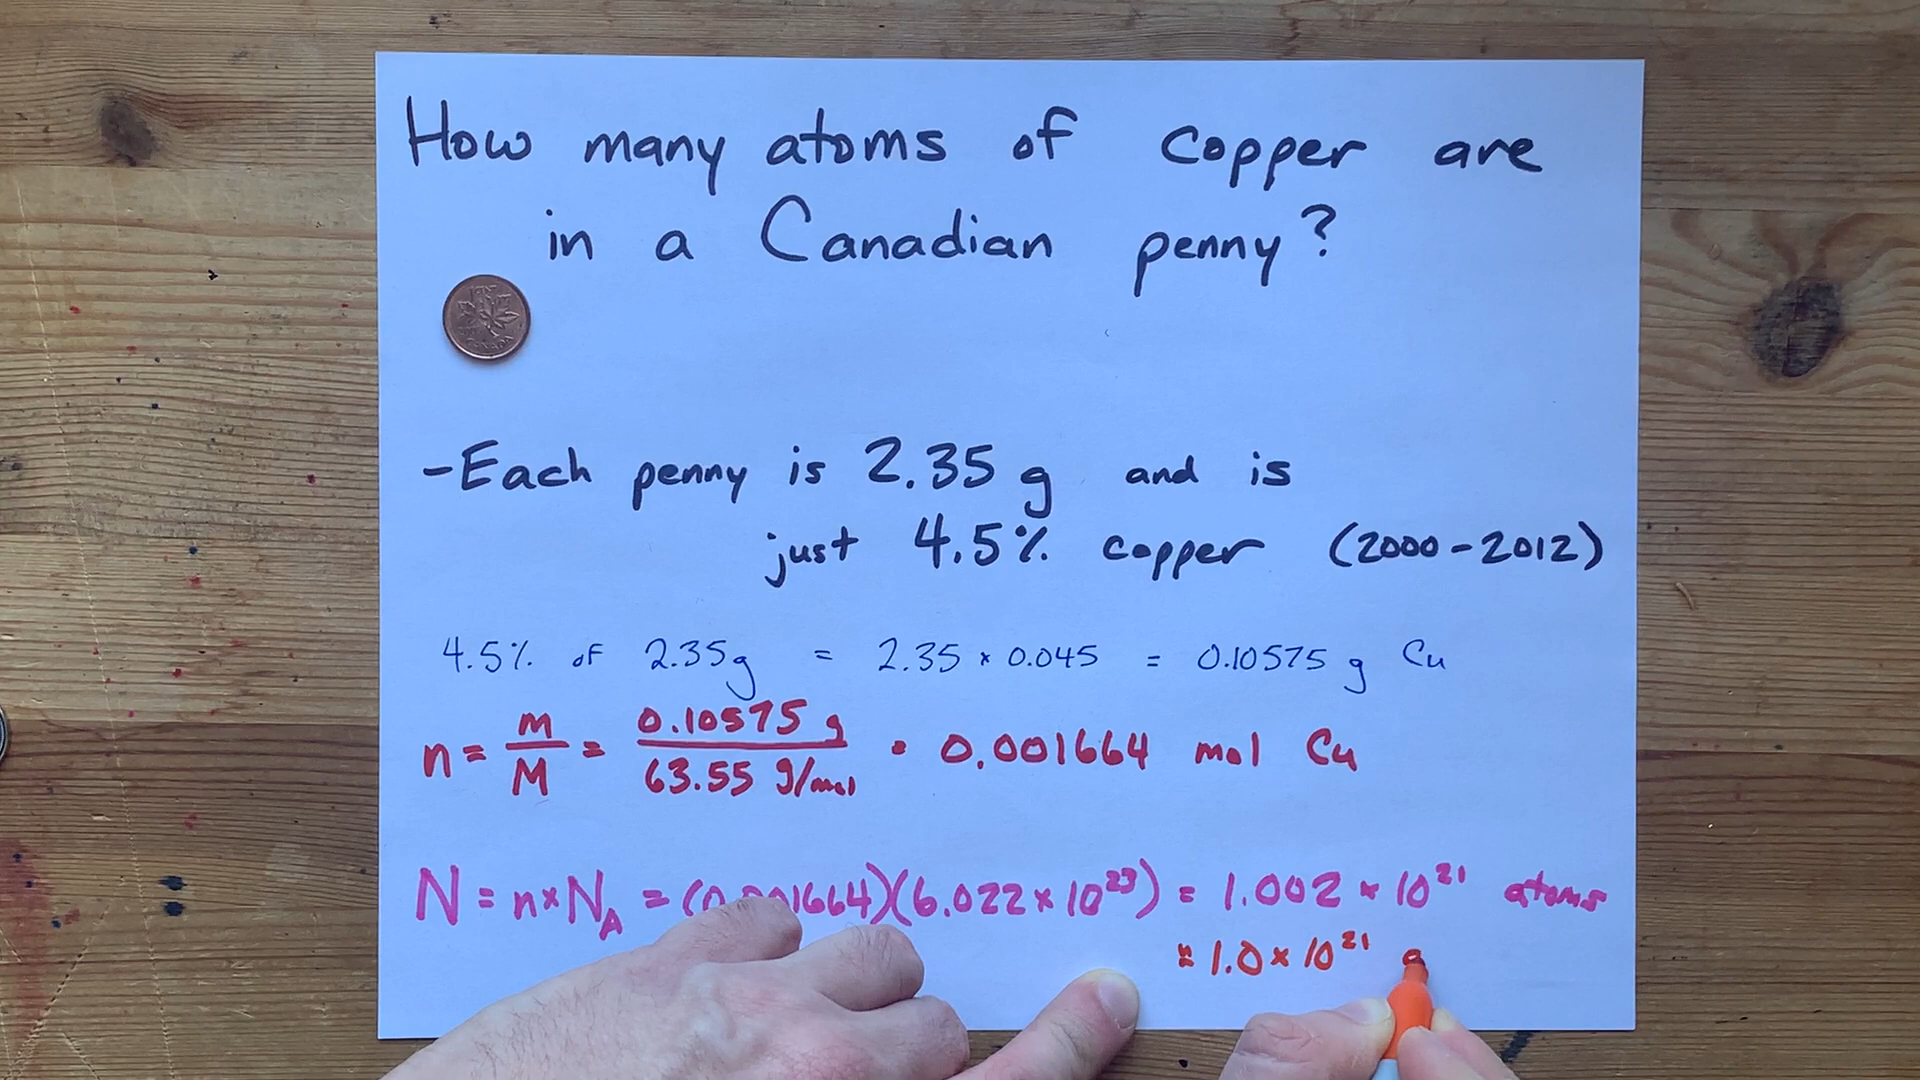 How many atoms of copper are
in a Canadian penny?
CANADA
-Each penny is 2.35 g and is
just 4.5% copper (2000-2012)
4.5% of 2.35g = 2.35 × 0.045 = 0.10575 g Cu
n = m/M = 0.10575 g / 63.55 g/mol = 0.001664 mol Cu
N = n×N_A = (0.001664)(6.022×10²³) = 1.002 × 10²¹ atoms
≈ 1.0 × 10²¹ a